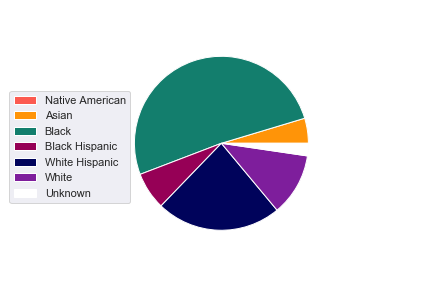 Native American
Asian
Black
Black Hispanic
White Hispanic
White
Unknown